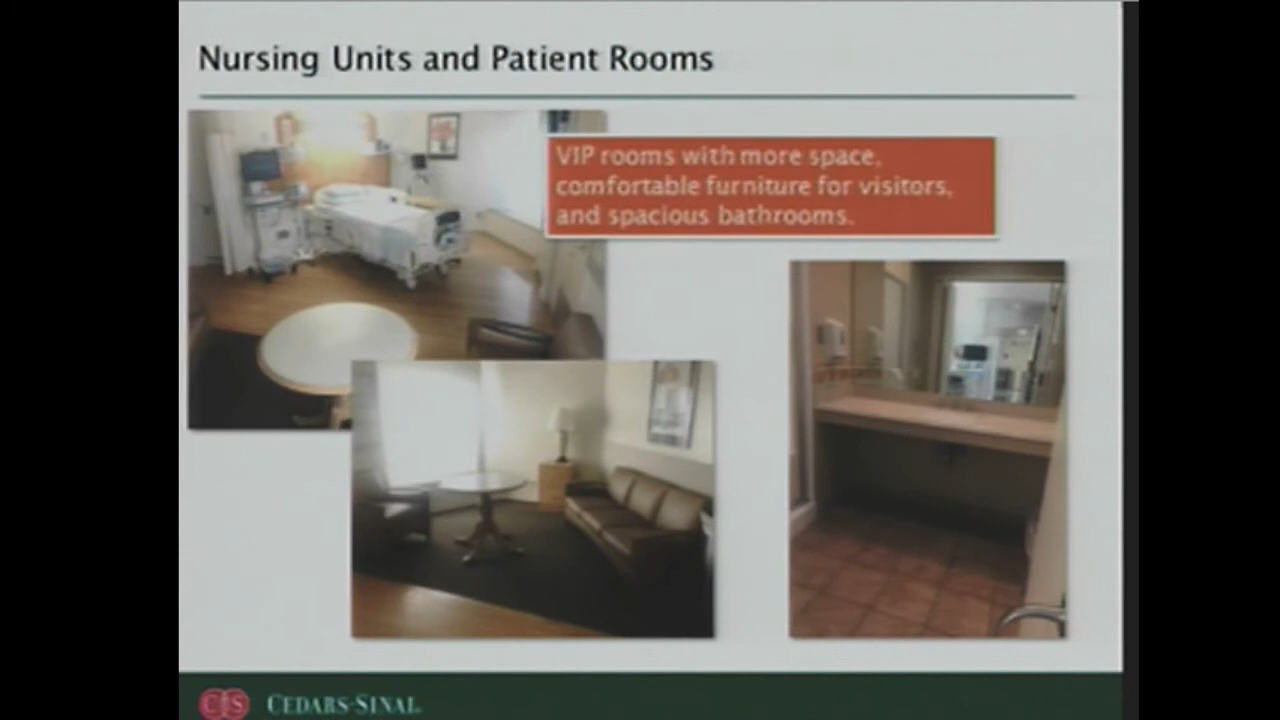 Nursing Units and Patient Rooms
VIP rooms with more space,
comfortable furniture for visitors,
and spacious bathrooms.
CS CEDARS-SINAI